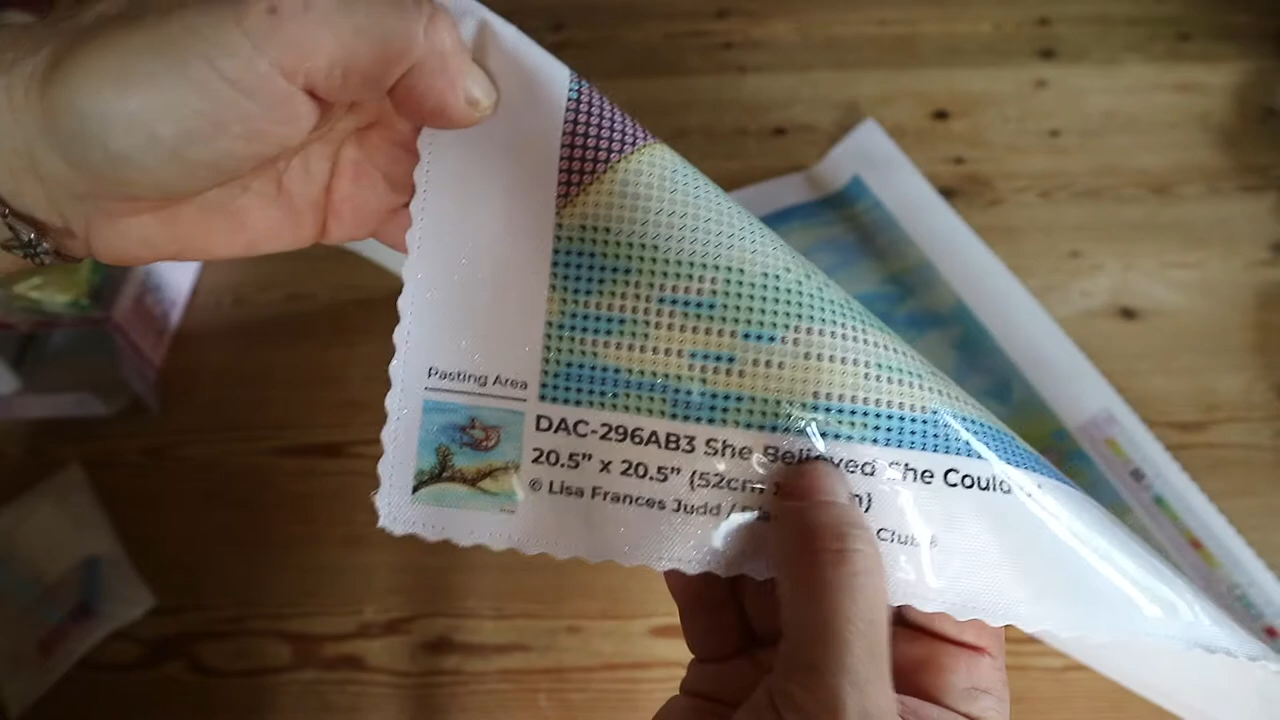 Pasting Area
DAC-296AB3 She Believed She Could
20.5” x 20.5” (52cm
© Lisa Frances Judd /
Club®